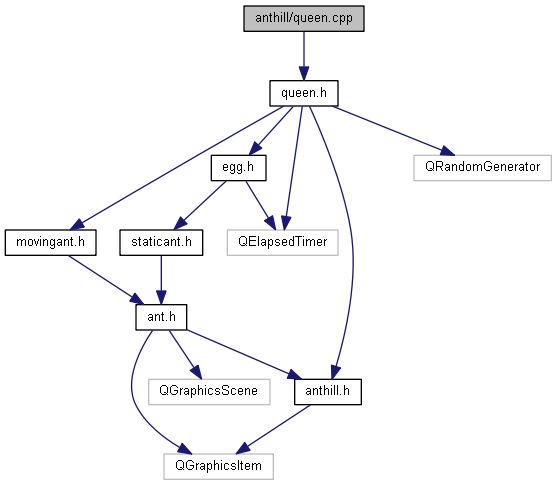 anthill/queen.cpp
queen.h
egg.h
QRandomGenerator
movingant.h
staticant.h
QElapsedTimer
ant.h
QGraphicsScene
anthill.h
QGraphicsItem